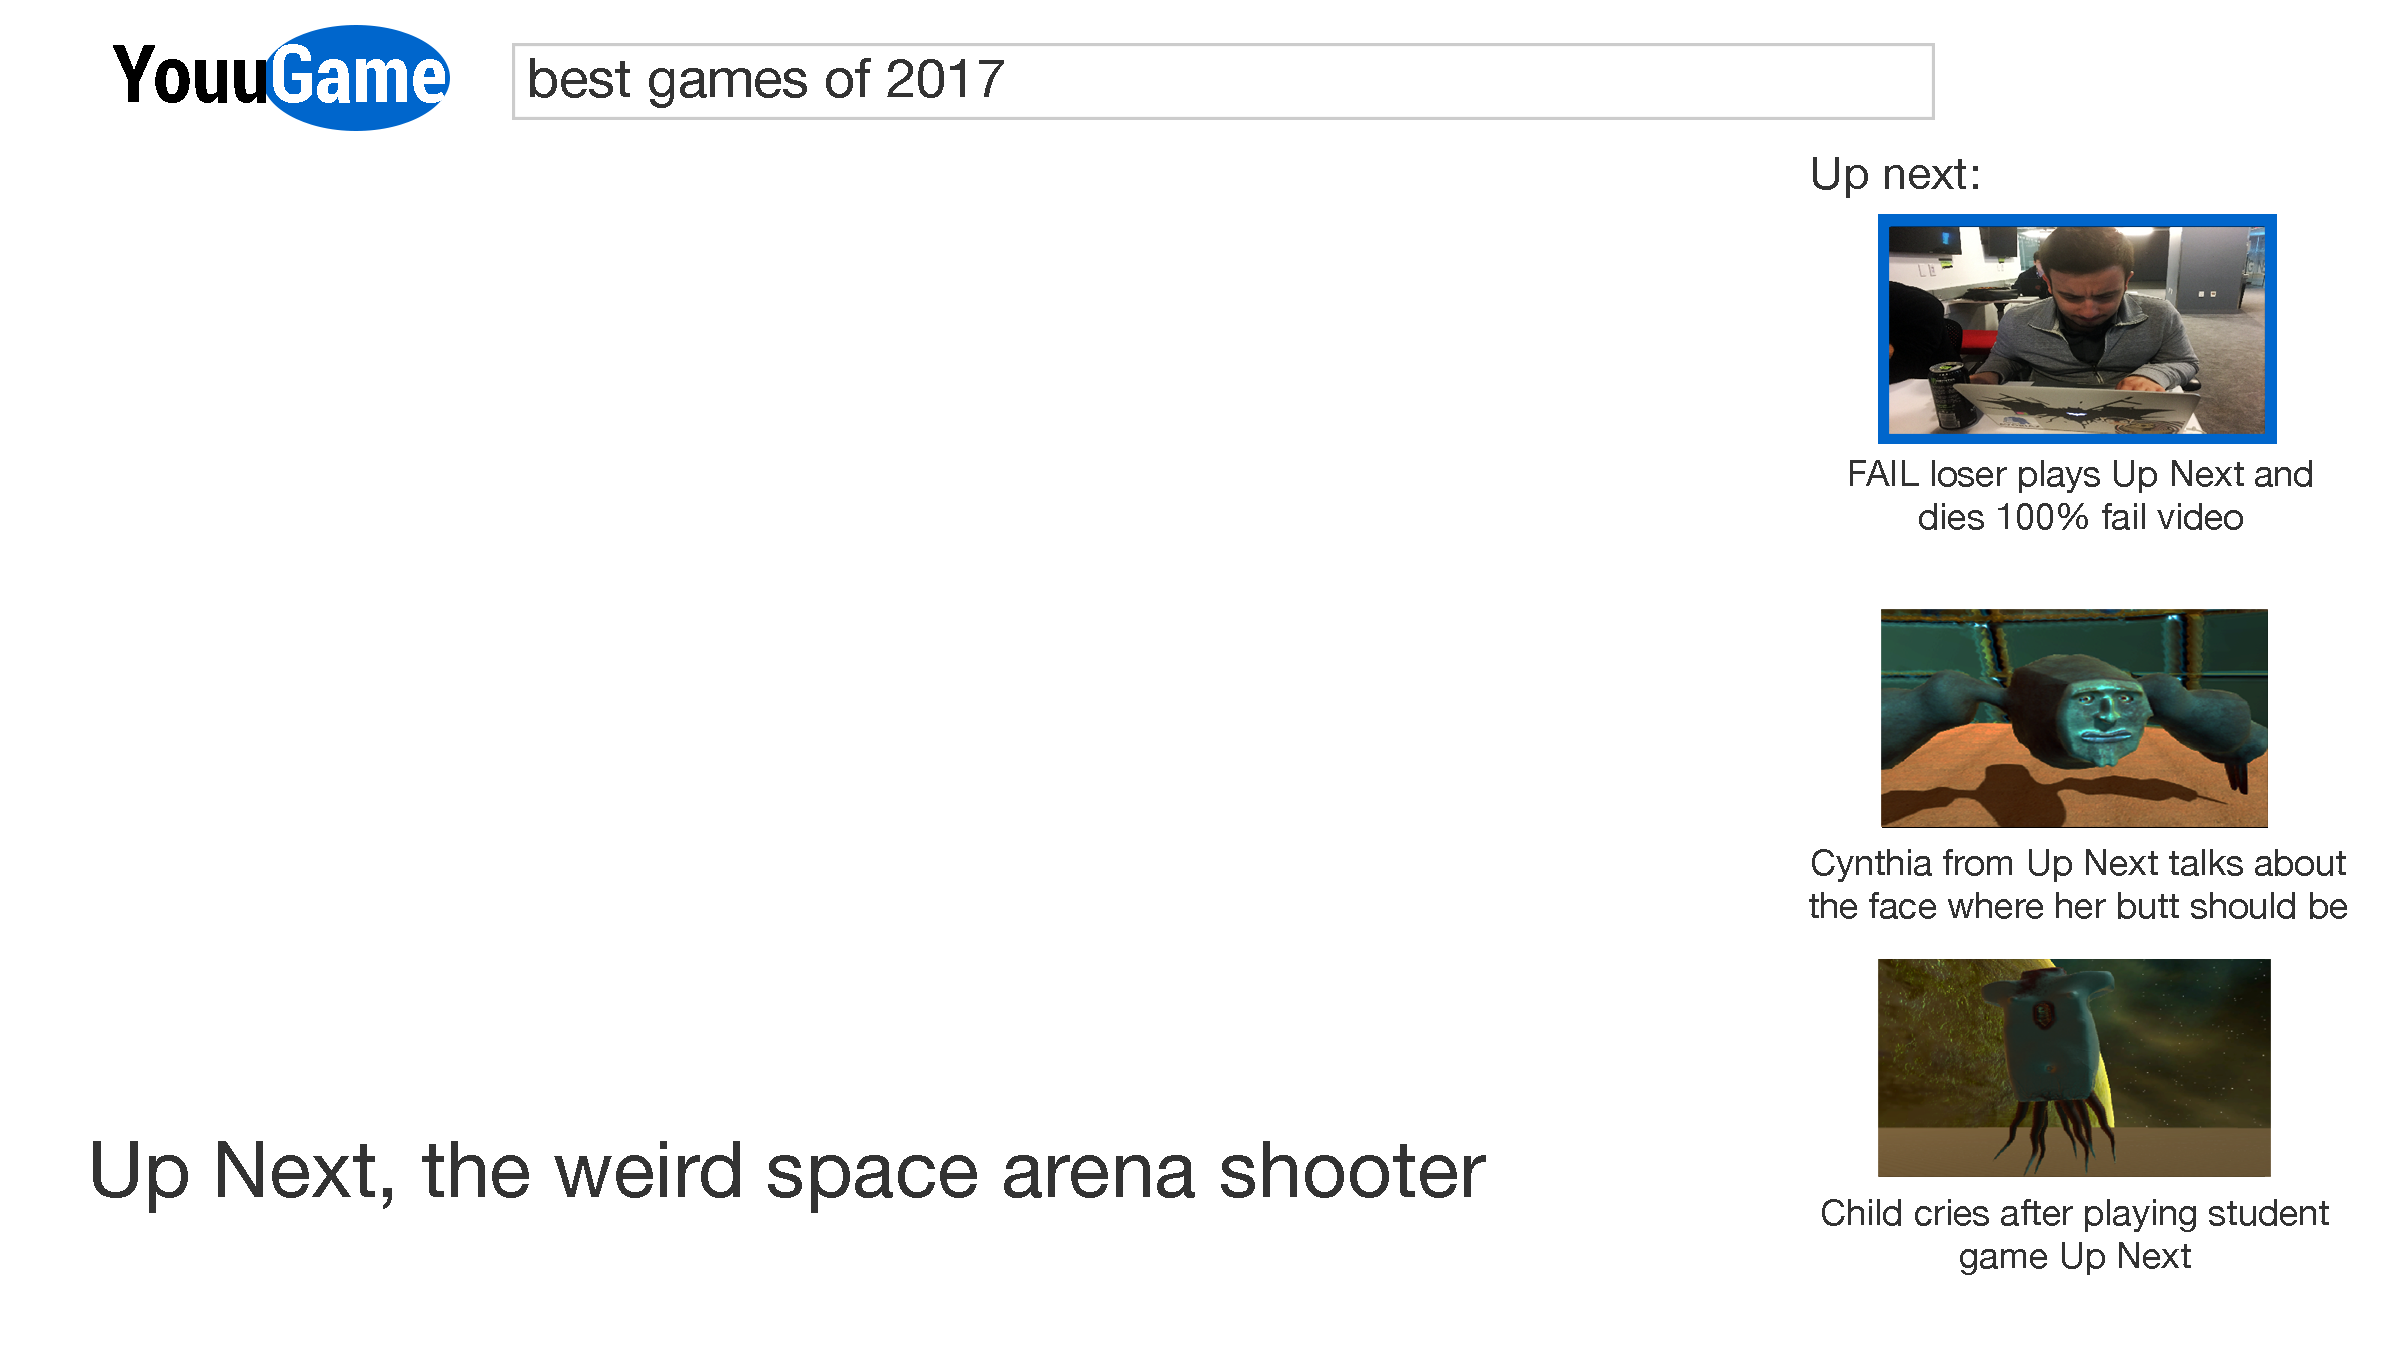 YouuGame
best games of 2017
Up next:
FAIL loser plays Up Next and
dies 100% fail video
Cynthia from Up Next talks about
the face where her butt should be
Up Next, the weird space arena shooter
Child cries after playing student
game Up Next